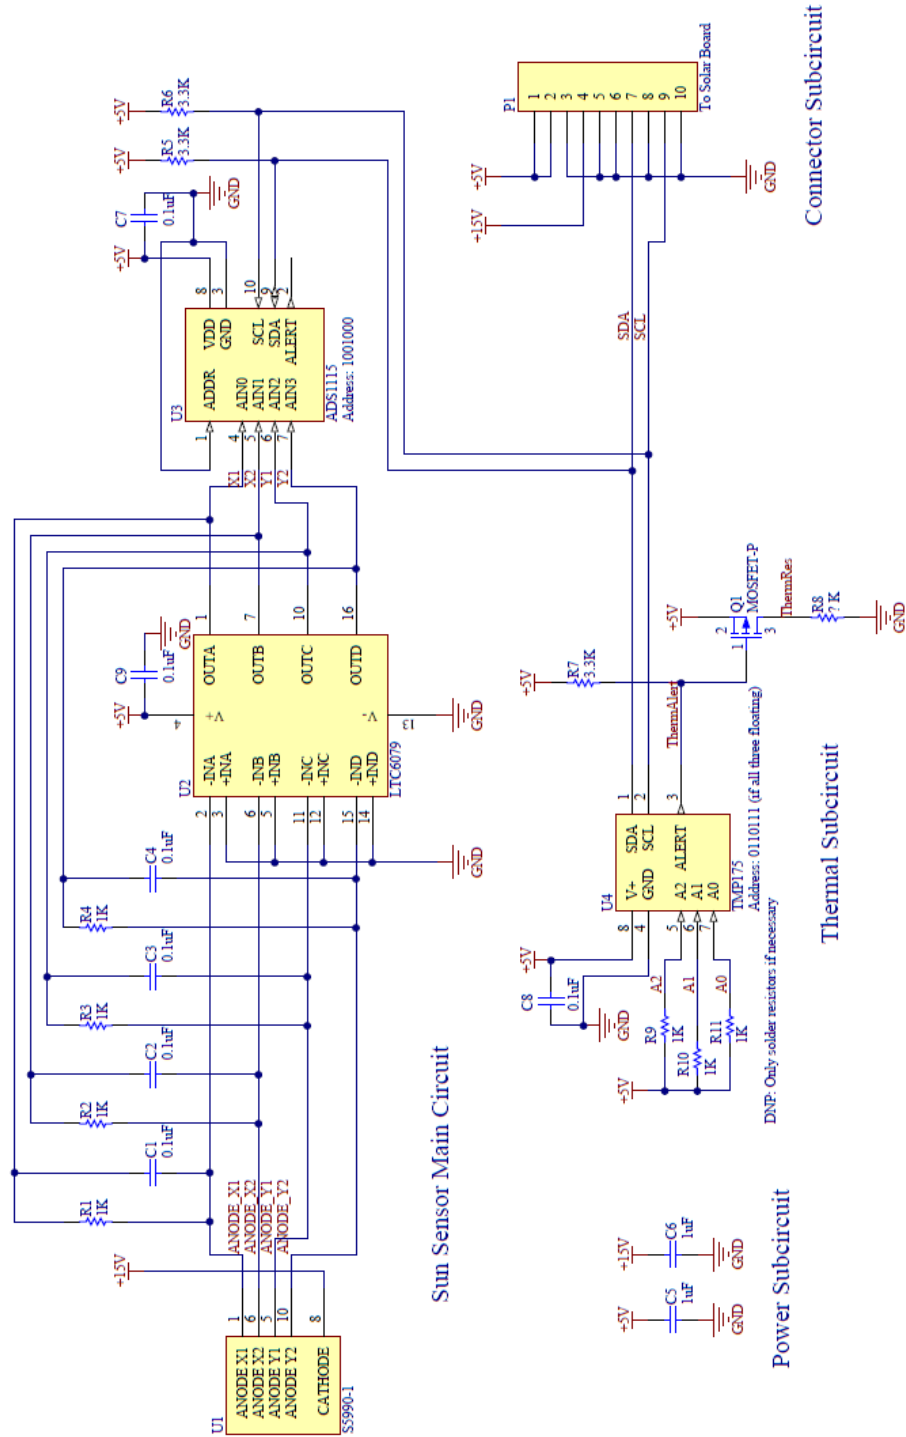 Sun Sensor Main Circuit
U1
ANODE X1
ANODE X2
ANODE Y1
ANODE Y2
CATHODE
S5990-1
1
6
5
10
8
+15V
ANODE_X1
ANODE_X2
ANODE_Y1
ANODE_Y2
R1
1K
C1
0.1uF
R2
1K
C2
0.1uF
R3
1K
C3
0.1uF
R4
1K
C4
0.1uF
U2
2
3
6
5
11
12
15
14
-INA
+INA
-INB
+INB
-INC
+INC
-IND
+IND
V+
V-
4
13
OUTA
OUTB
OUTC
OUTD
1
7
10
16
LTC6079
GND
GND
+5V
C9
0.1uF
GND
X1
X2
Y1
Y2
U3
1
4
5
6
7
ADDR
AIN0
AIN1
AIN2
AIN3
VDD
GND
SCL
SDA
ALERT
8
3
10
9
2
ADS1115
Address: 1001000
+5V
C7
0.1uF
GND
+5V
R5
3.3K
+5V
R6
3.3K
Power Subcircuit
+5V
C5
1uF
GND
+15V
C6
1uF
GND
Thermal Subcircuit
+5V
C8
0.1uF
GND
+5V
R9
1K
R10
1K
R11
1K
A2
A1
A0
DNP: Only solder resistors if necessary
U4
8
4
5
6
7
V+
GND
A2
A1
A0
SDA
SCL
ALERT
1
2
3
TMP175
Address: 0110111 (if all three floating)
ThermAlert
+5V
R7
3.3K
+5V
Q1
MOSFET-P
1
2
3
ThermRes
R8
? K
GND
SDA
SCL
Connector Subcircuit
+15V
+5V
P1
1
2
3
4
5
6
7
8
9
10
To Solar Board
GND